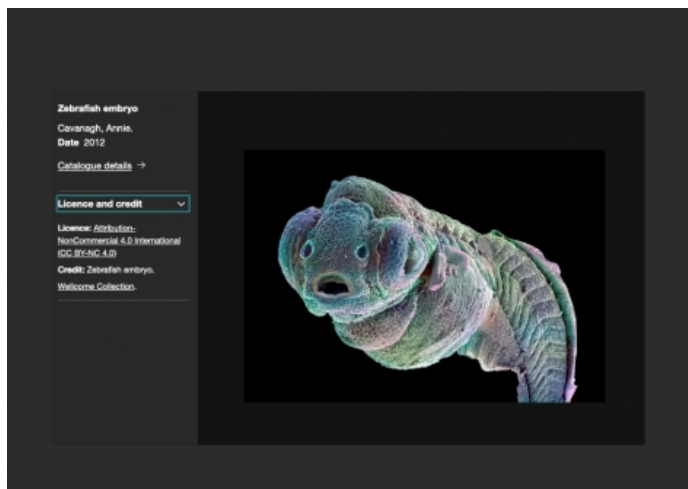 Zebrafish embryo
Cavanagh, Annie.
Date 2012
Catalogue details →
Licence and credit
Licence: Attribution-
NonCommercial 4.0 International
(CC BY-NC 4.0)
Credit: Zebrafish embryo.
Wellcome Collection.